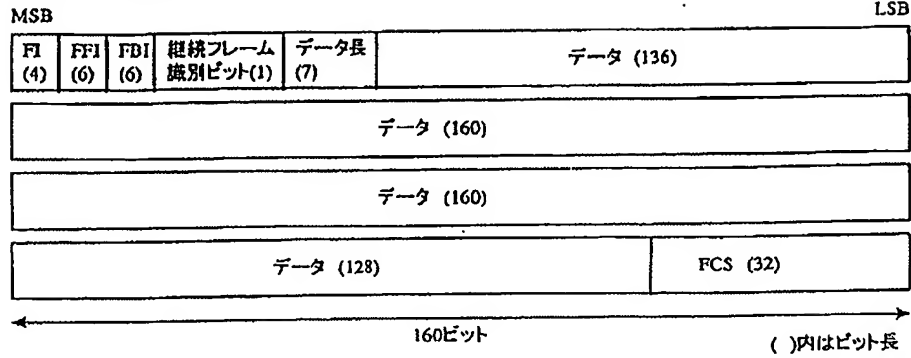 MSB LSB
FI (4) FFI (6) FBI (6) 継続フレーム識別ビット(1) データ長 (7) データ (136)
データ (160)
データ (160)
データ (128) FCS (32)
160ビット
( )内はビット長